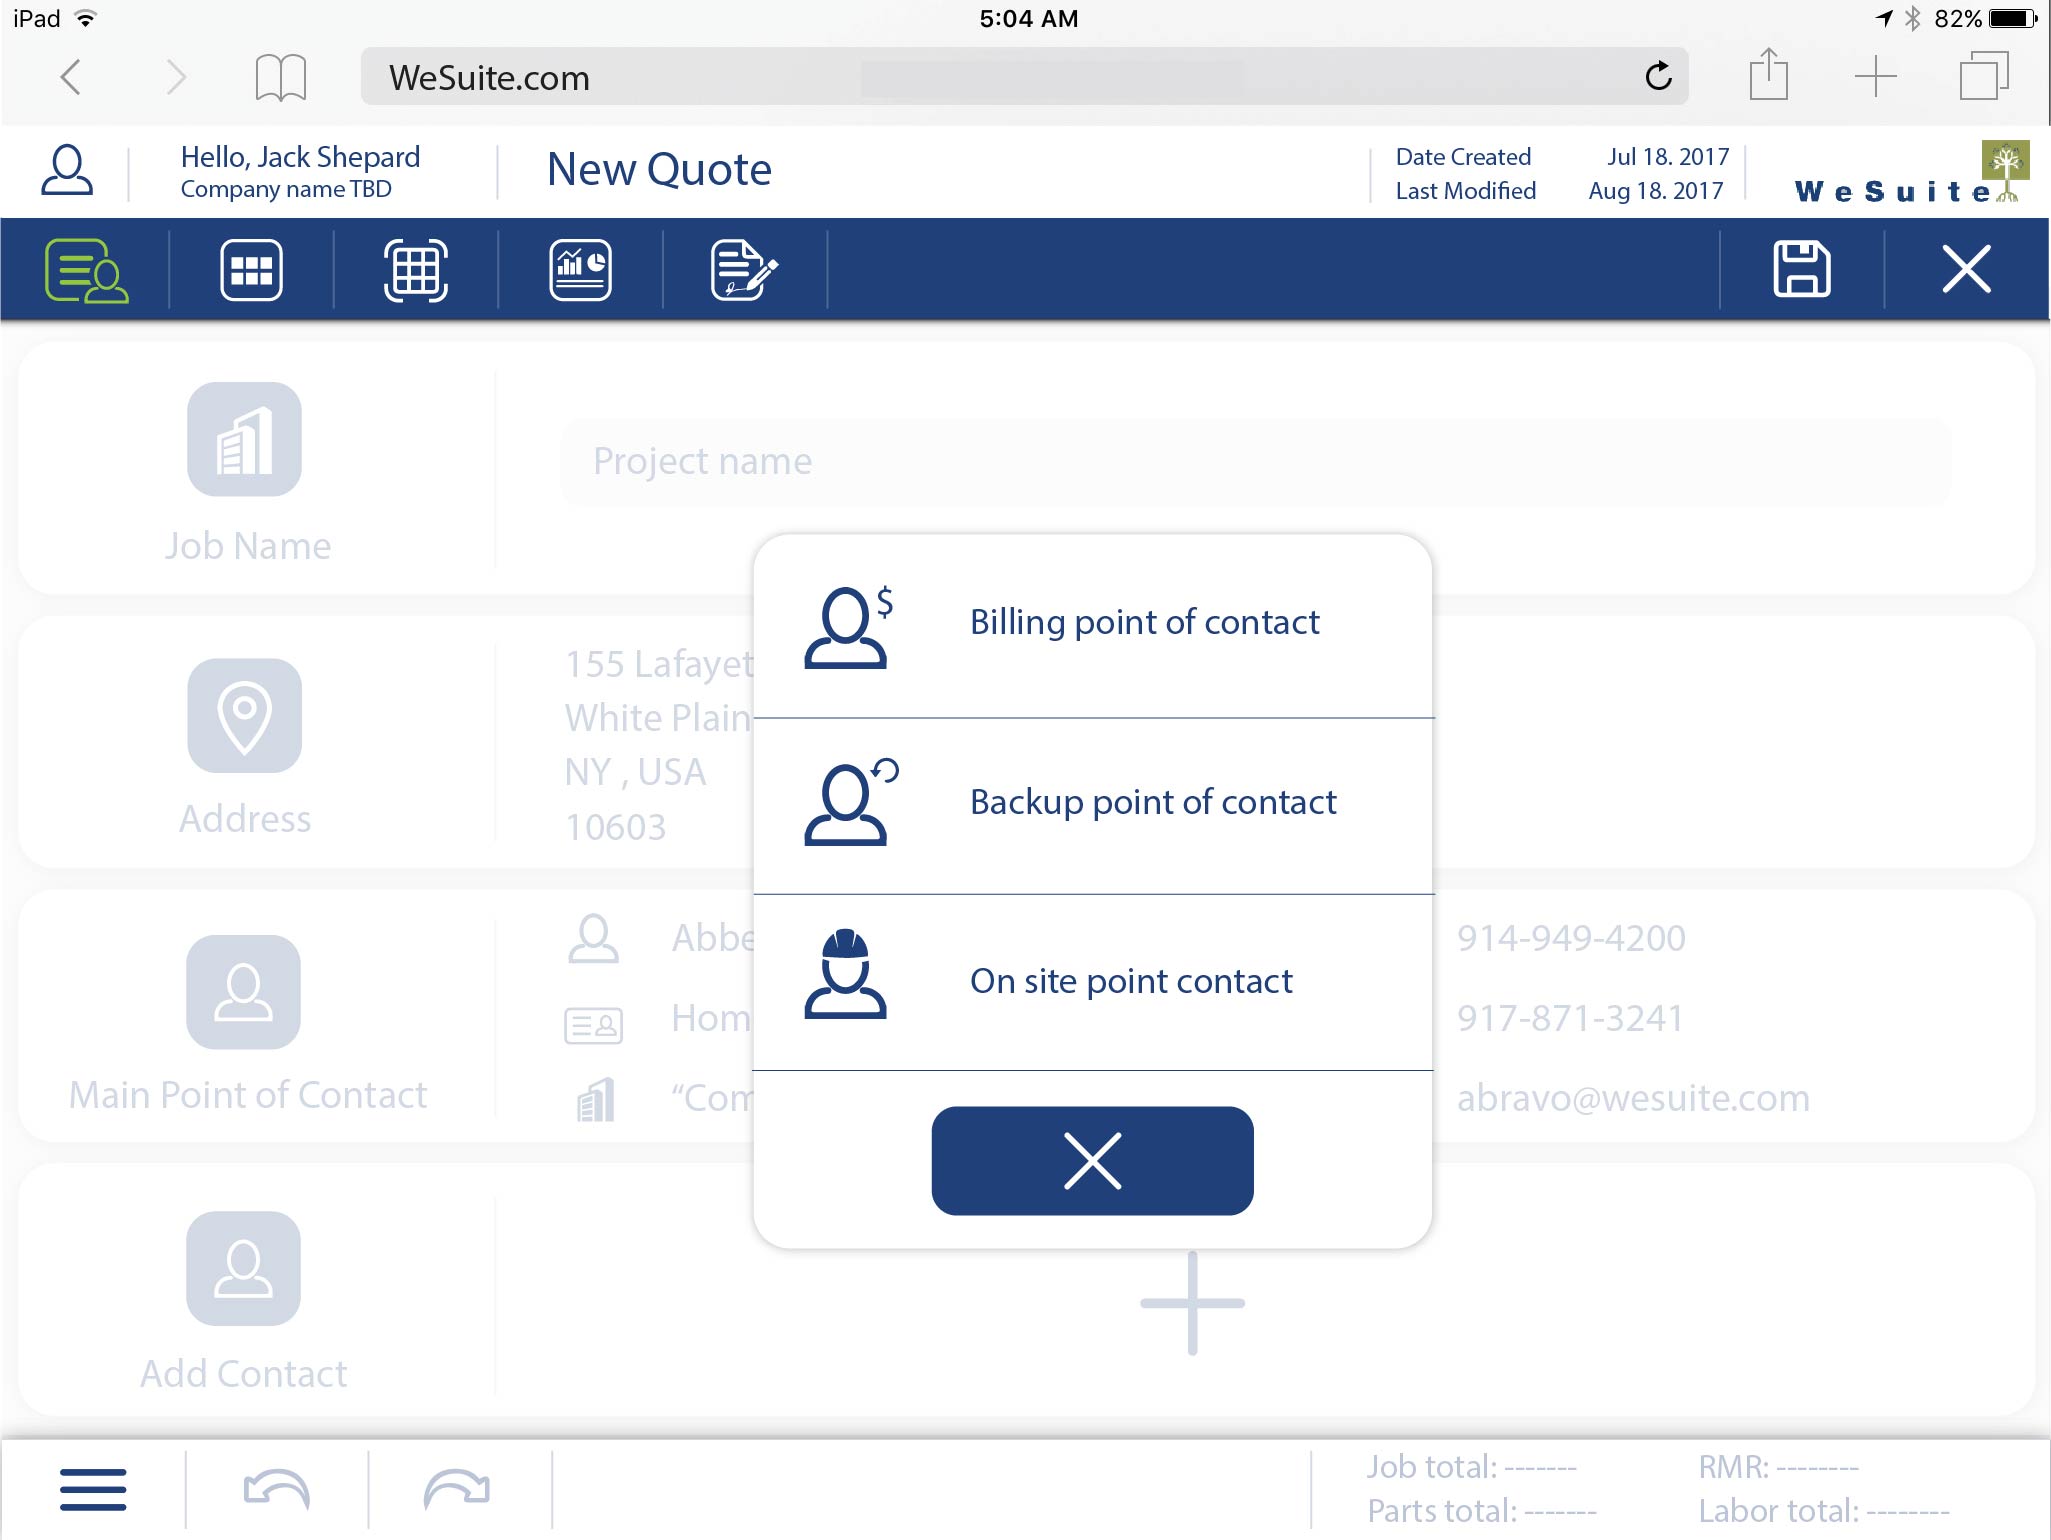 iPad
5:04 AM
82%
WeSuite.com
Hello, Jack Shepard
Company name TBD
New Quote
Date Created Jul 18. 2017
Last Modified Aug 18. 2017
WeSuite
Project name
Job Name
155 Lafayet
White Plain
NY , USA
10603
Address
Billing point of contact
Backup point of contact
On site point contact
Abbe
914-949-4200
Hom
917-871-3241
“Com
abravo@wesuite.com
Main Point of Contact
Add Contact
Job total: -------
RMR: --------
Parts total: -------
Labor total: --------